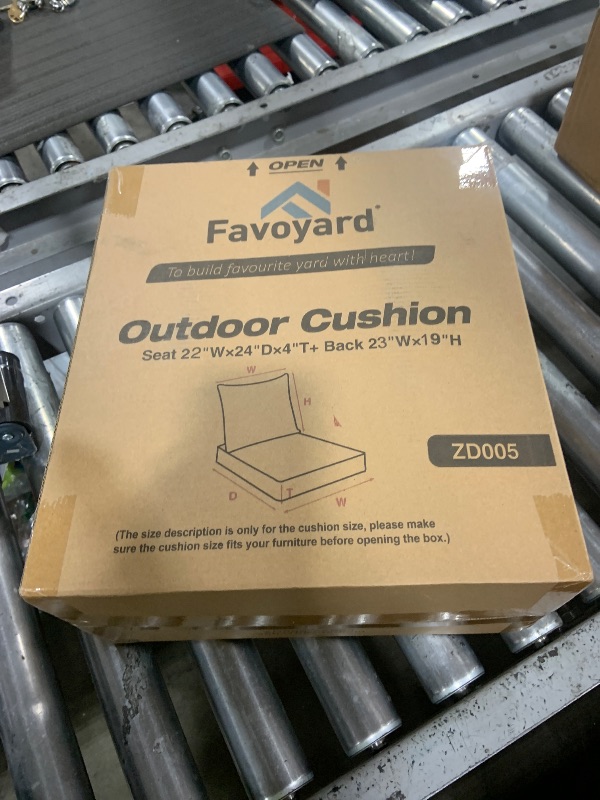 OPEN
Favoyard
To build favourite yard with heart!
Outdoor Cushion
Seat 22"W×24"D×4"T+ Back 23"W×19"H
W
H
ZD005
D
T
W
(The size description is only for the cushion size, please make
sure the cushion size fits your furniture before opening the box.)